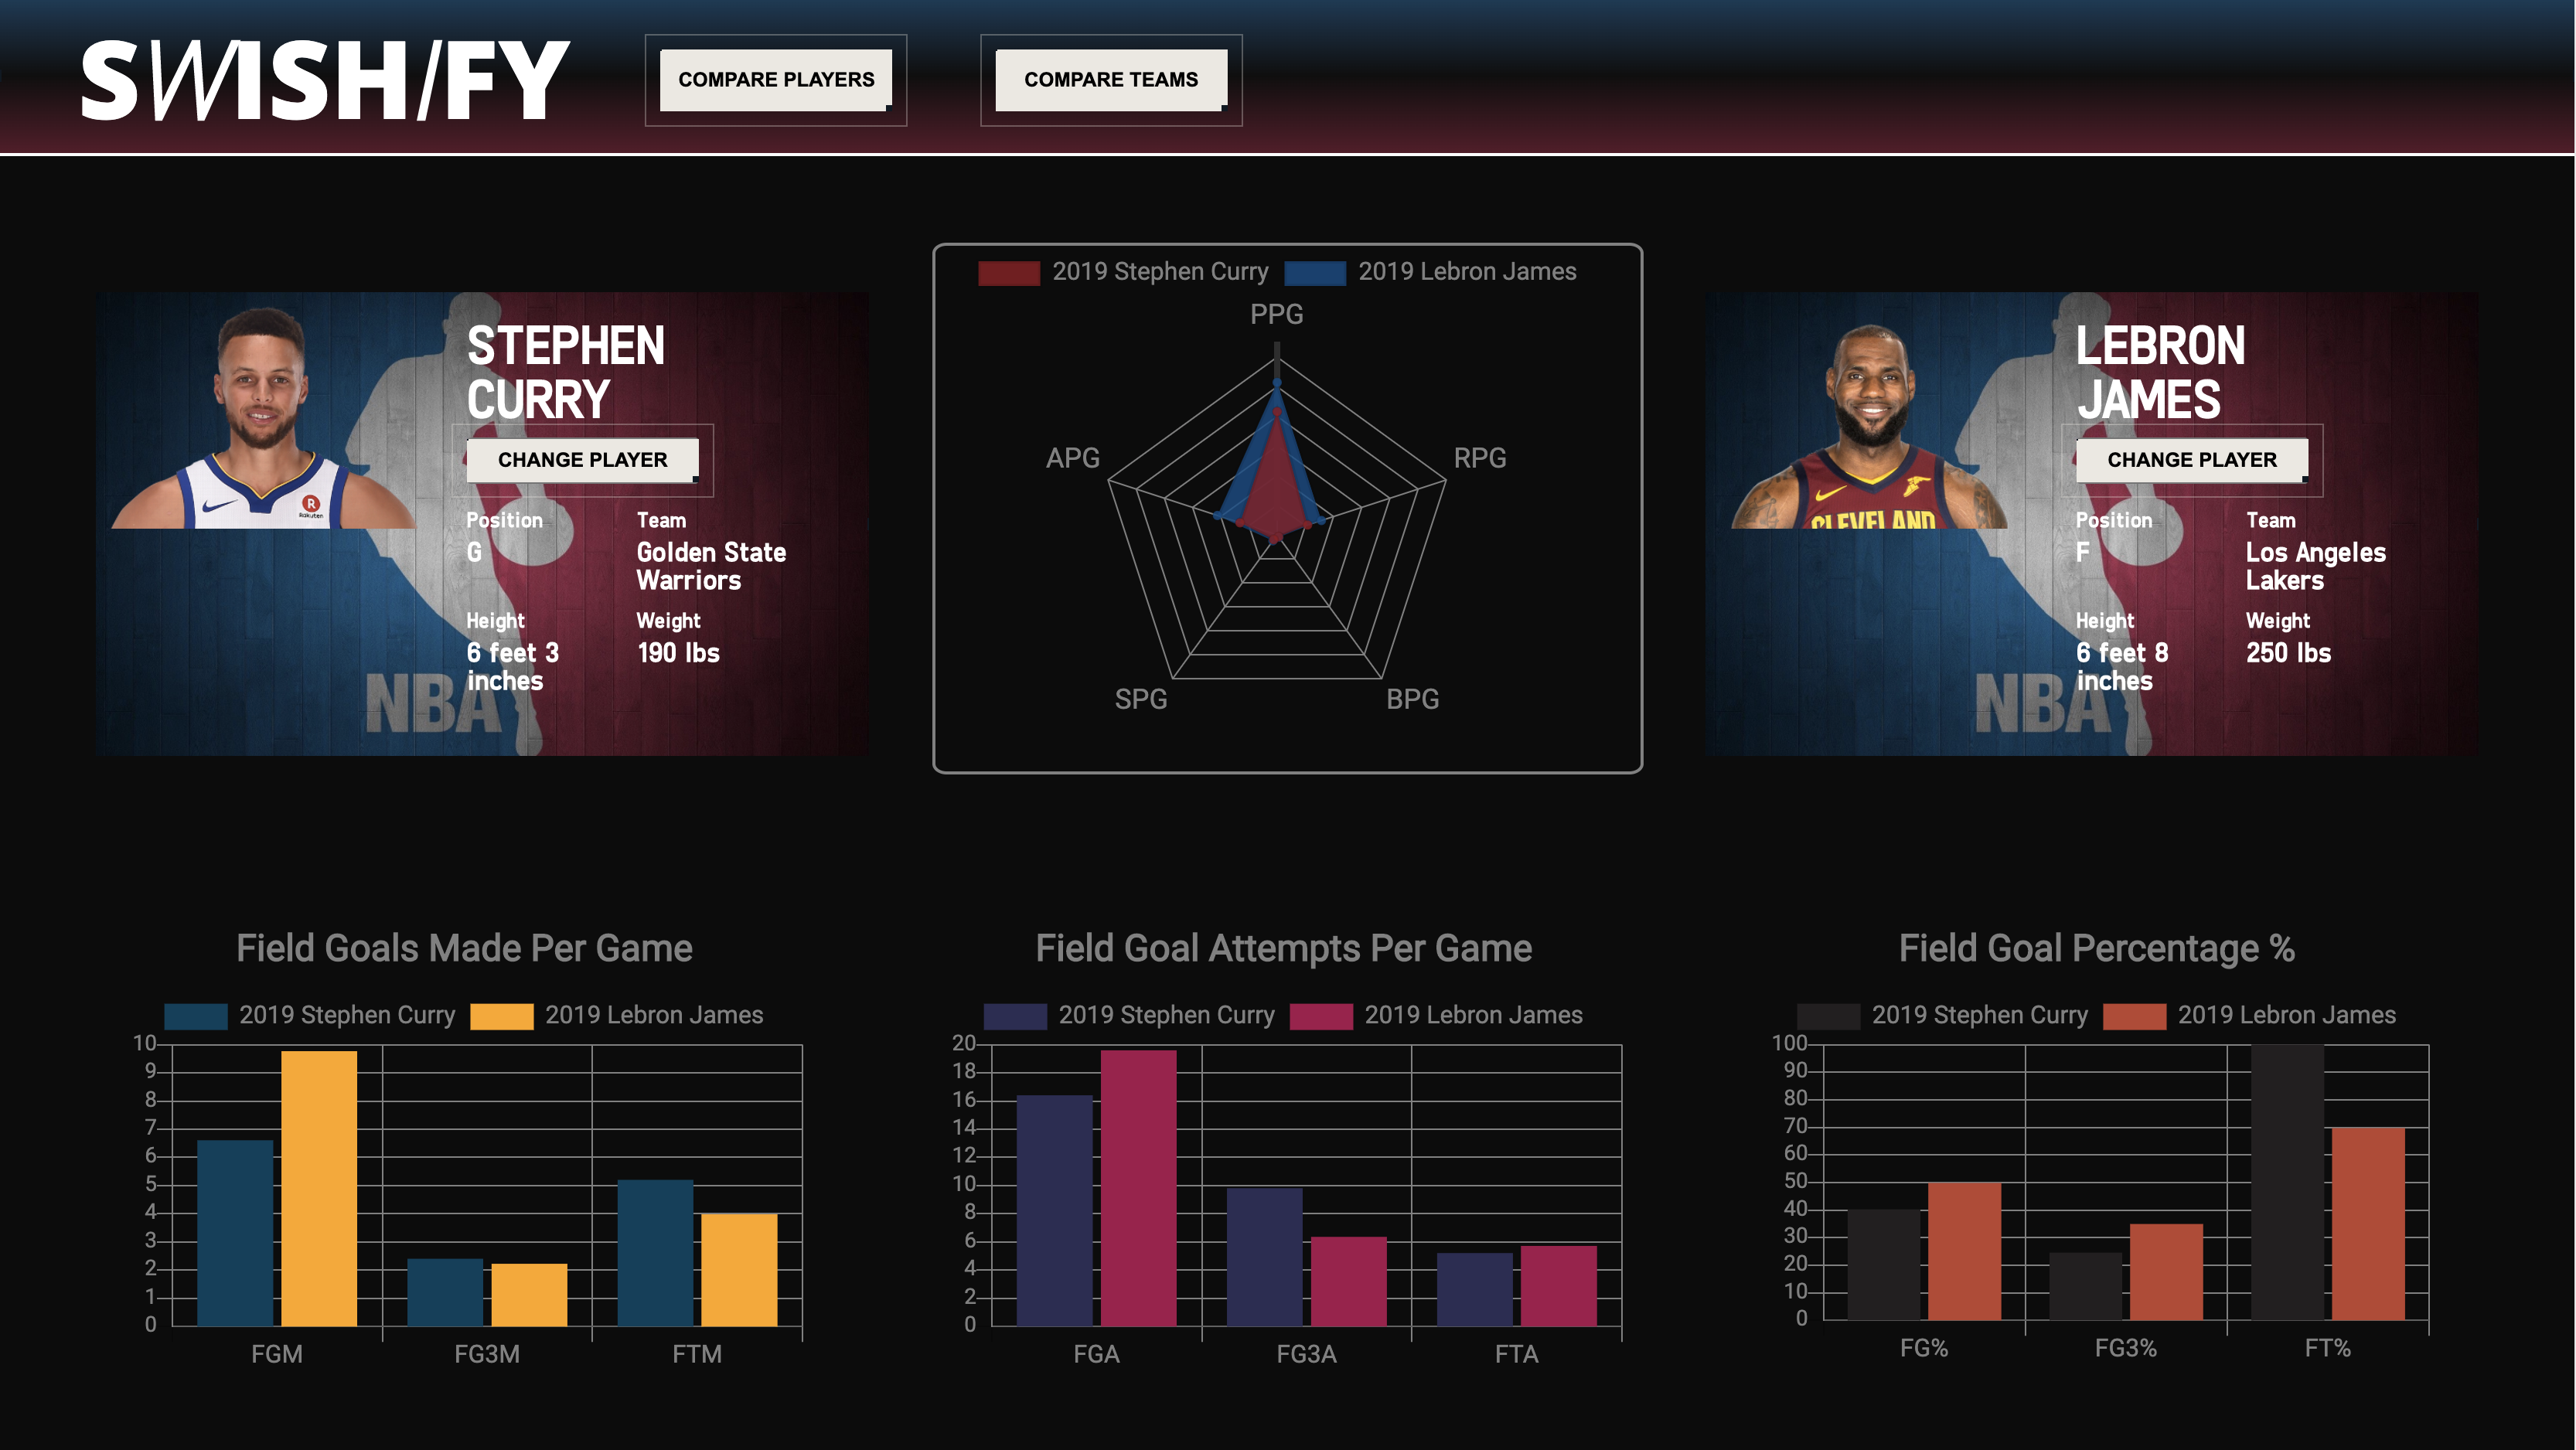 SWISH/FY
COMPARE PLAYERS
COMPARE TEAMS
STEPHEN
CURRY
CHANGE PLAYER
Position
Team
G
Golden State
Warriors
Height
Weight
6 feet 3
inches
190 lbs
NBA
R
Rakuten
2019 Stephen Curry
2019 Lebron James
PPG
APG
RPG
SPG
BPG
LEBRON
JAMES
CHANGE PLAYER
Position
Team
F
Los Angeles
Lakers
Height
Weight
6 feet 8
inches
250 lbs
NBA
CLEVELAND
Field Goals Made Per Game
2019 Stephen Curry
2019 Lebron James
10
9
8
7
6
5
4
3
2
1
0
FGM
FG3M
FTM
Field Goal Attempts Per Game
2019 Stephen Curry
2019 Lebron James
20
18
16
14
12
10
8
6
4
2
0
FGA
FG3A
FTA
Field Goal Percentage %
2019 Stephen Curry
2019 Lebron James
100
90
80
70
60
50
40
30
20
10
0
FG%
FG3%
FT%